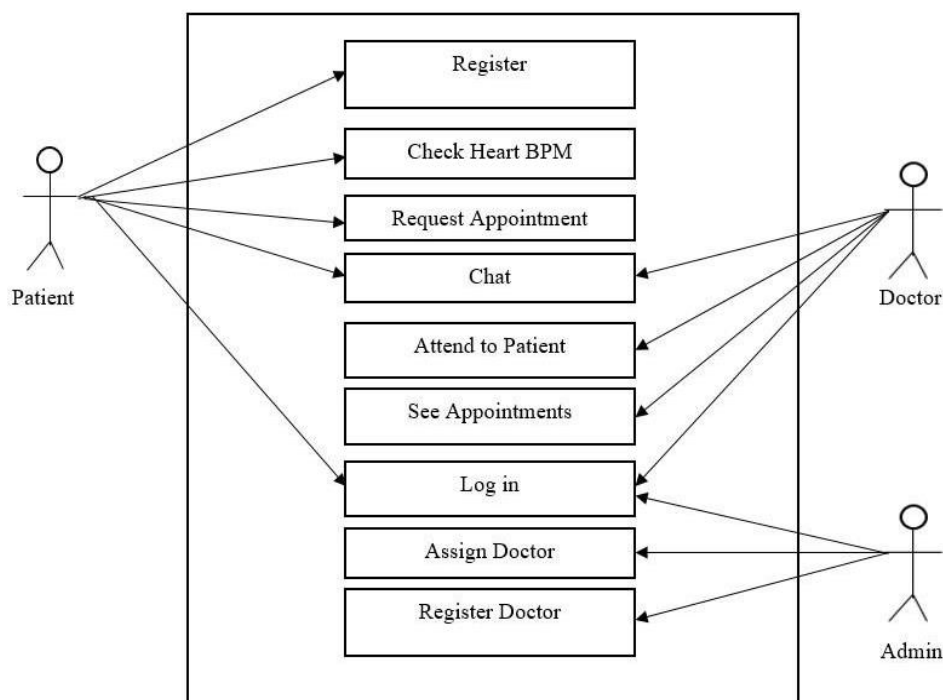 Register
Check Heart BPM
Request Appointment
Chat
Patient
Doctor
Attend to Patient
See Appointments
Log in
Assign Doctor
Register Doctor
Admin